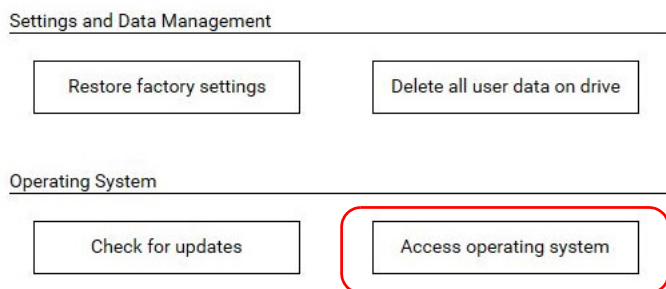 Settings and Data Management
Restore factory settings
Delete all user data on drive
Operating System
Check for updates
Access operating system